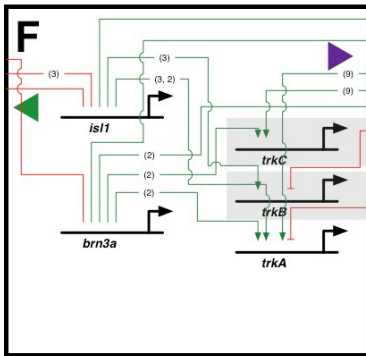 F
(3)
(3)
(9)
(3, 2)
(9)
isl1
trkC
(2)
(2)
(2)
trkB
brn3a
trkA